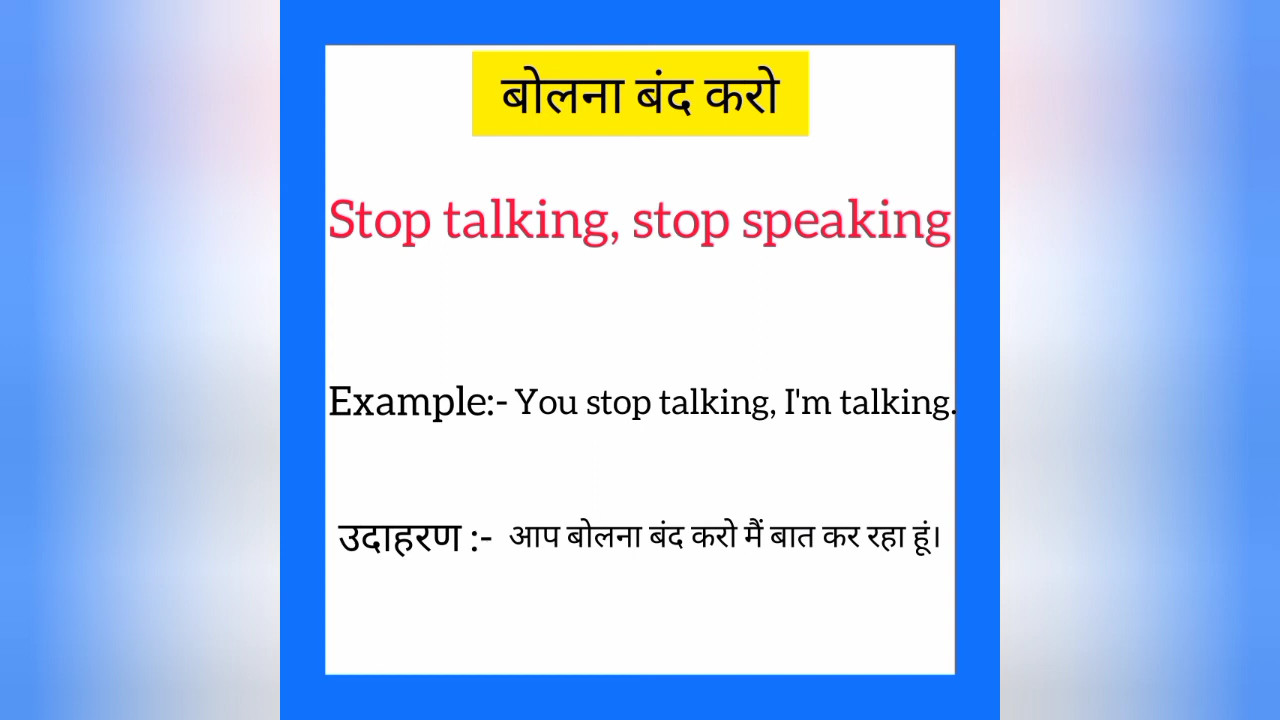 बोलना बंद करो
Stop talking, stop speaking
Example:- You stop talking, I'm talking.
उदाहरण :- आप बोलना बंद करो मैं बात कर रहा हूं।